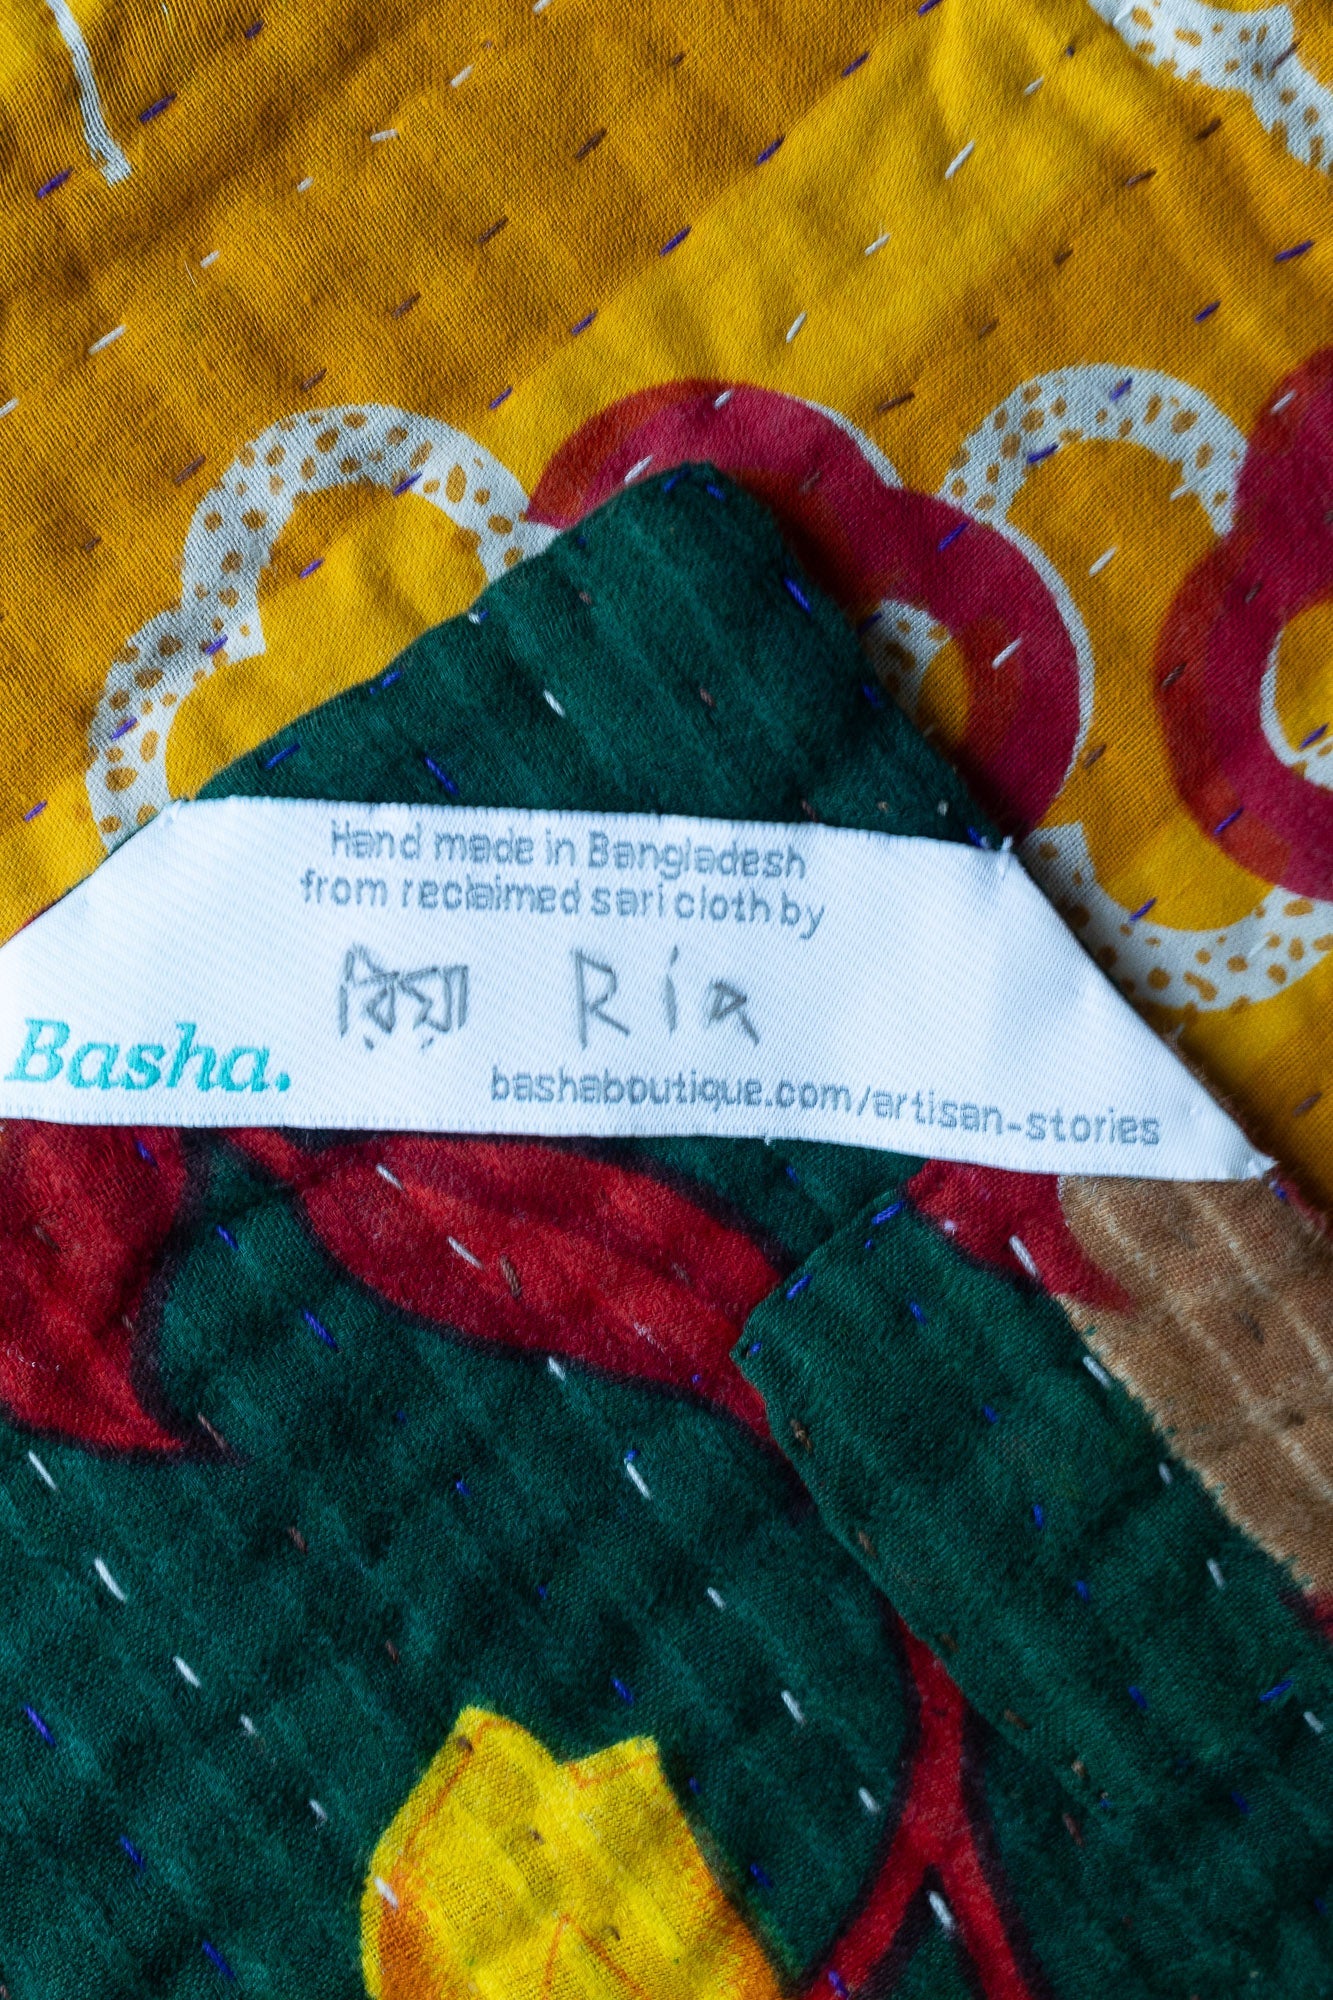 Hand made in Bangladesh
from reclaimed sari cloth by
রিয়া Ria
Basha.
bashaboutique.com/artisan-stories